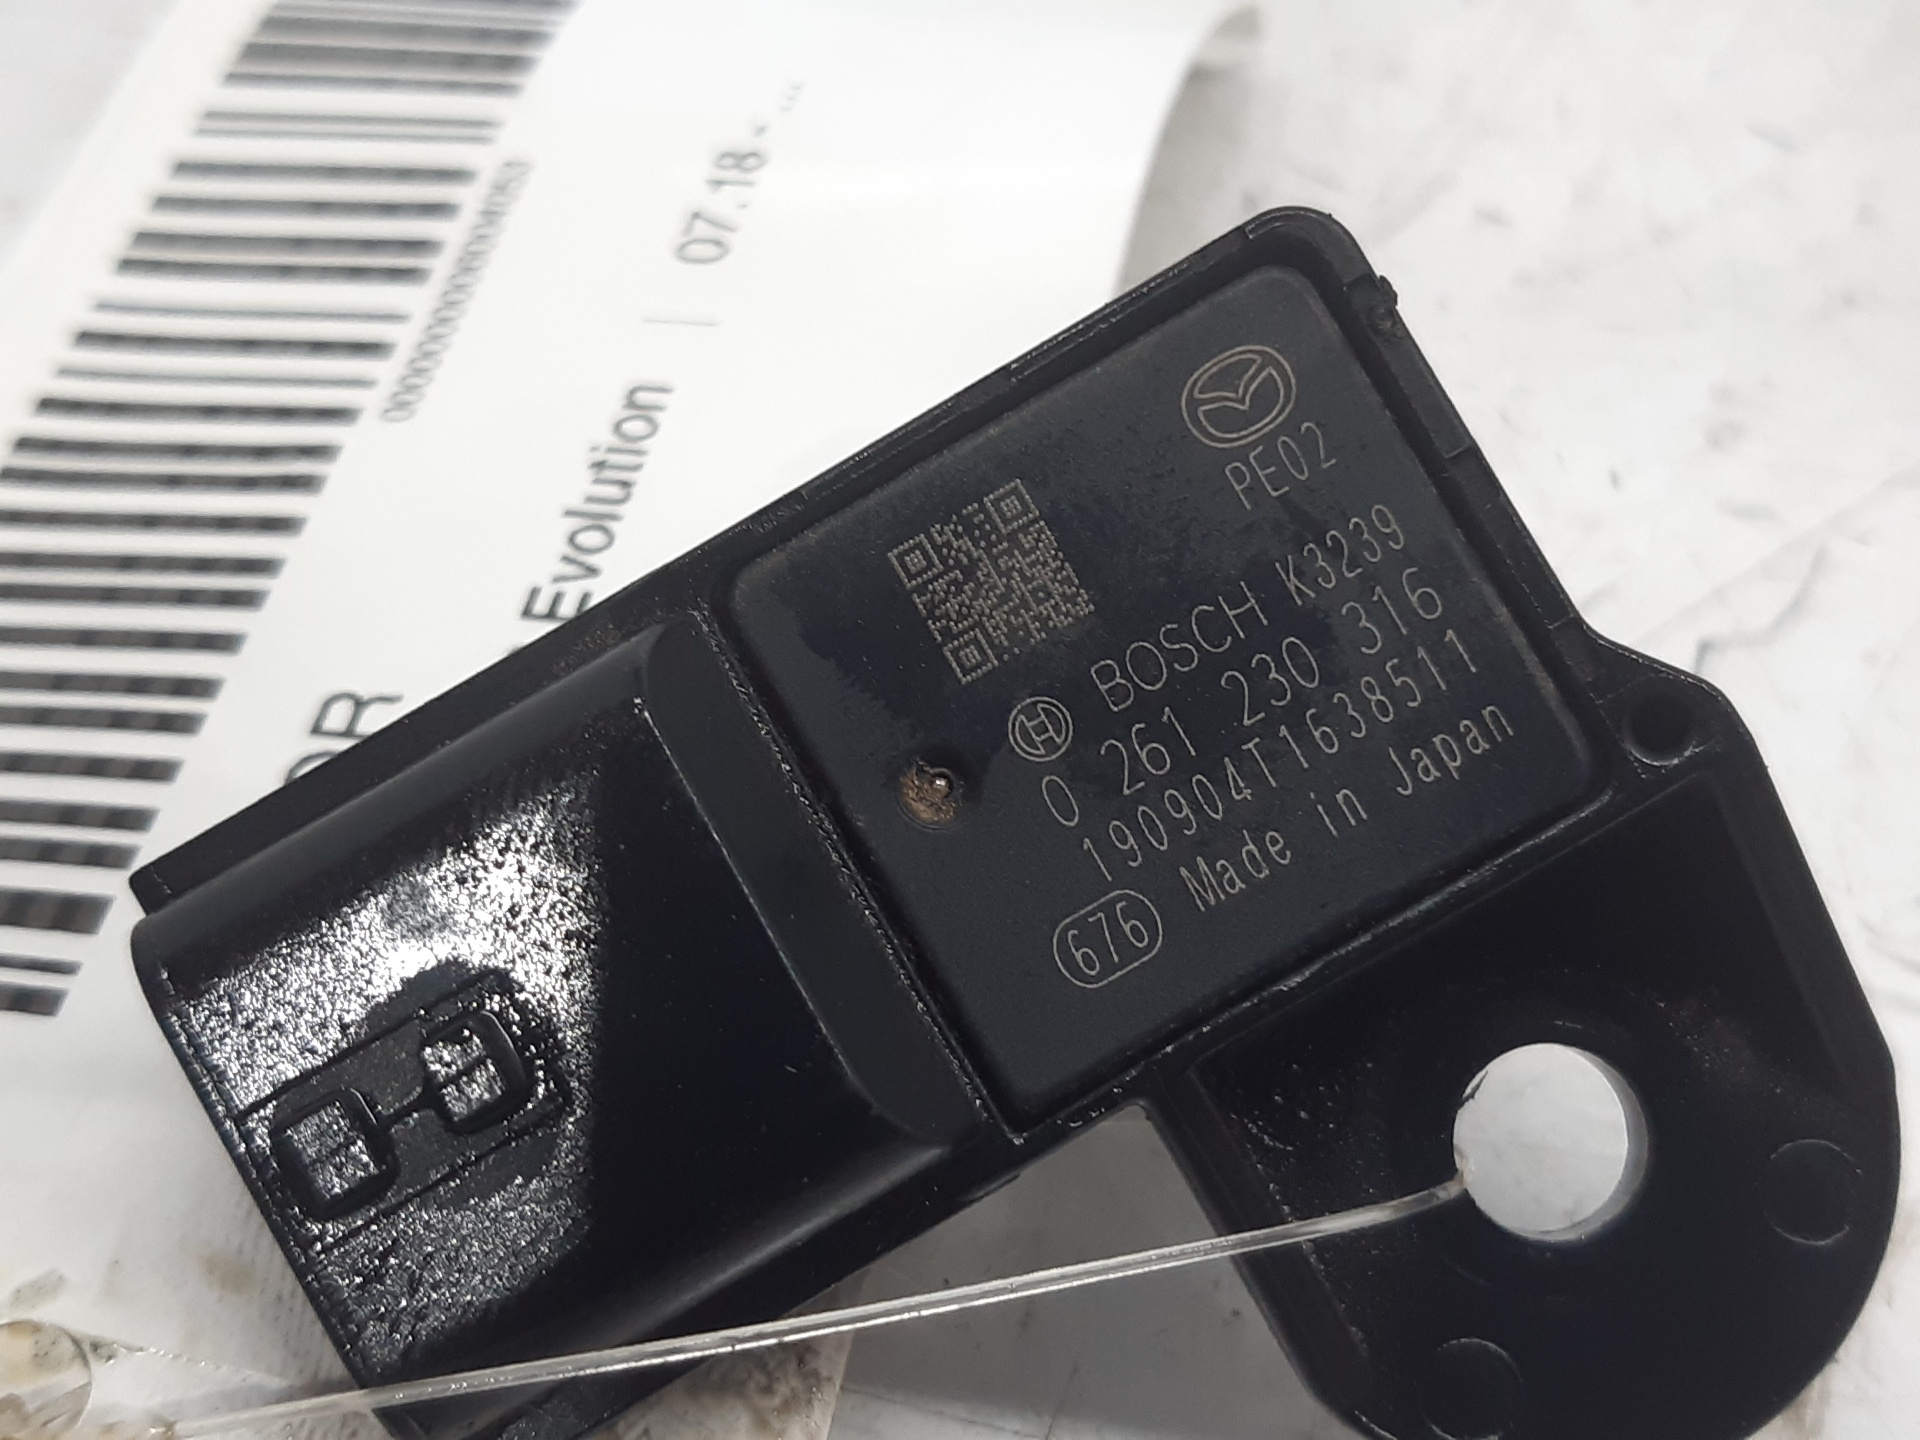 PE02
BOSCH K3239
0 261 230 316
190904T1638511
676 Made in Japan
Evolution | 07.18 - ...